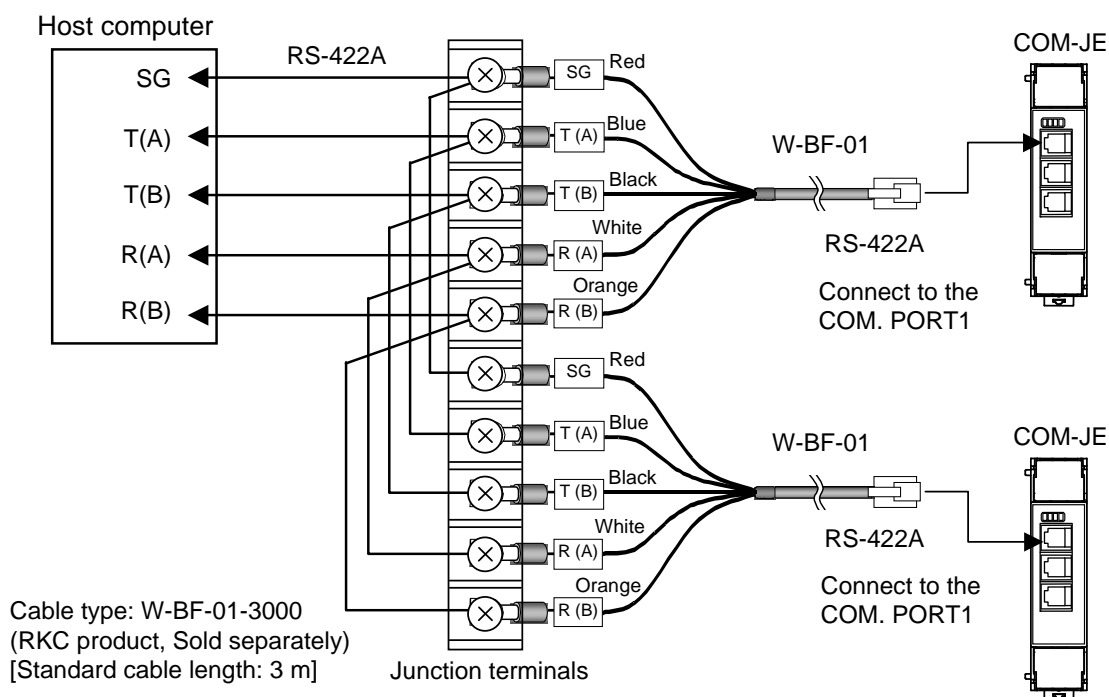 Host computer
SG
T(A)
T(B)
R(A)
R(B)
RS-422A
SG
Red
T (A)
Blue
T (B)
Black
R (A)
White
R (B)
Orange
W-BF-01
RS-422A
Connect to the
COM. PORT1
COM-JE
SG
Red
T (A)
Blue
T (B)
Black
R (A)
White
R (B)
Orange
W-BF-01
RS-422A
Connect to the
COM. PORT1
COM-JE
Cable type: W-BF-01-3000
(RKC product, Sold separately)
[Standard cable length: 3 m]
Junction terminals